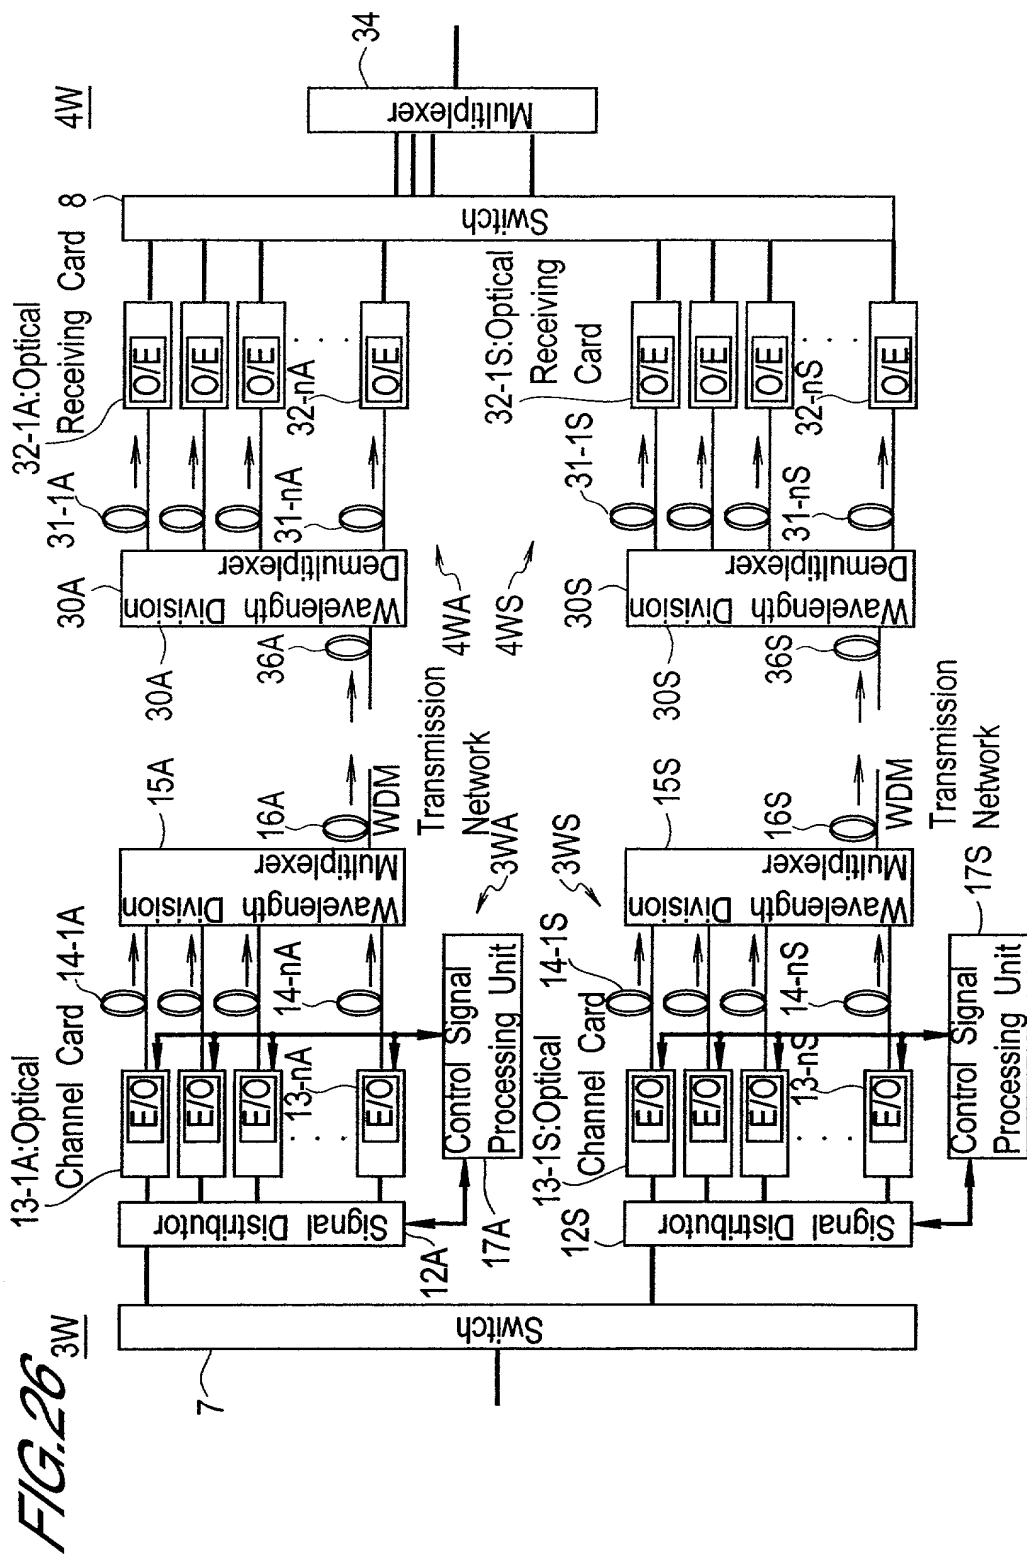 FIG.26
3W
4W
7
Switch
12A
Signal Distributor
13-1A:Optical
Channel Card
E/O
E/O
E/O
. . . .
13-nA
E/O
14-1A
14-nA
17A
Control Signal
Processing Unit
15A
Wavelength
Division
Multiplexer
16A
WDM
Transmission
Network
3WA
36A
30A
30A
Wavelength
Division
Demultiplexer
4WA
31-1A
31-nA
32-1A:Optical
Receiving Card
O/E
O/E
O/E
. . . .
32-nA
O/E
8
Switch
34
Multiplexer
12S
Signal Distributor
13-1S:Optical
Channel Card
E/O
E/O
E/O
. . . .
13-nS
E/O
14-1S
14-nS
17S
Control Signal
Processing Unit
3WS
15S
Wavelength
Division
Multiplexer
16S
WDM
Transmission
Network
36S
30S
30S
Wavelength
Division
Demultiplexer
4WS
31-1S
31-nS
32-1S:Optical
Receiving
Card
O/E
O/E
O/E
. . . .
32-nS
O/E